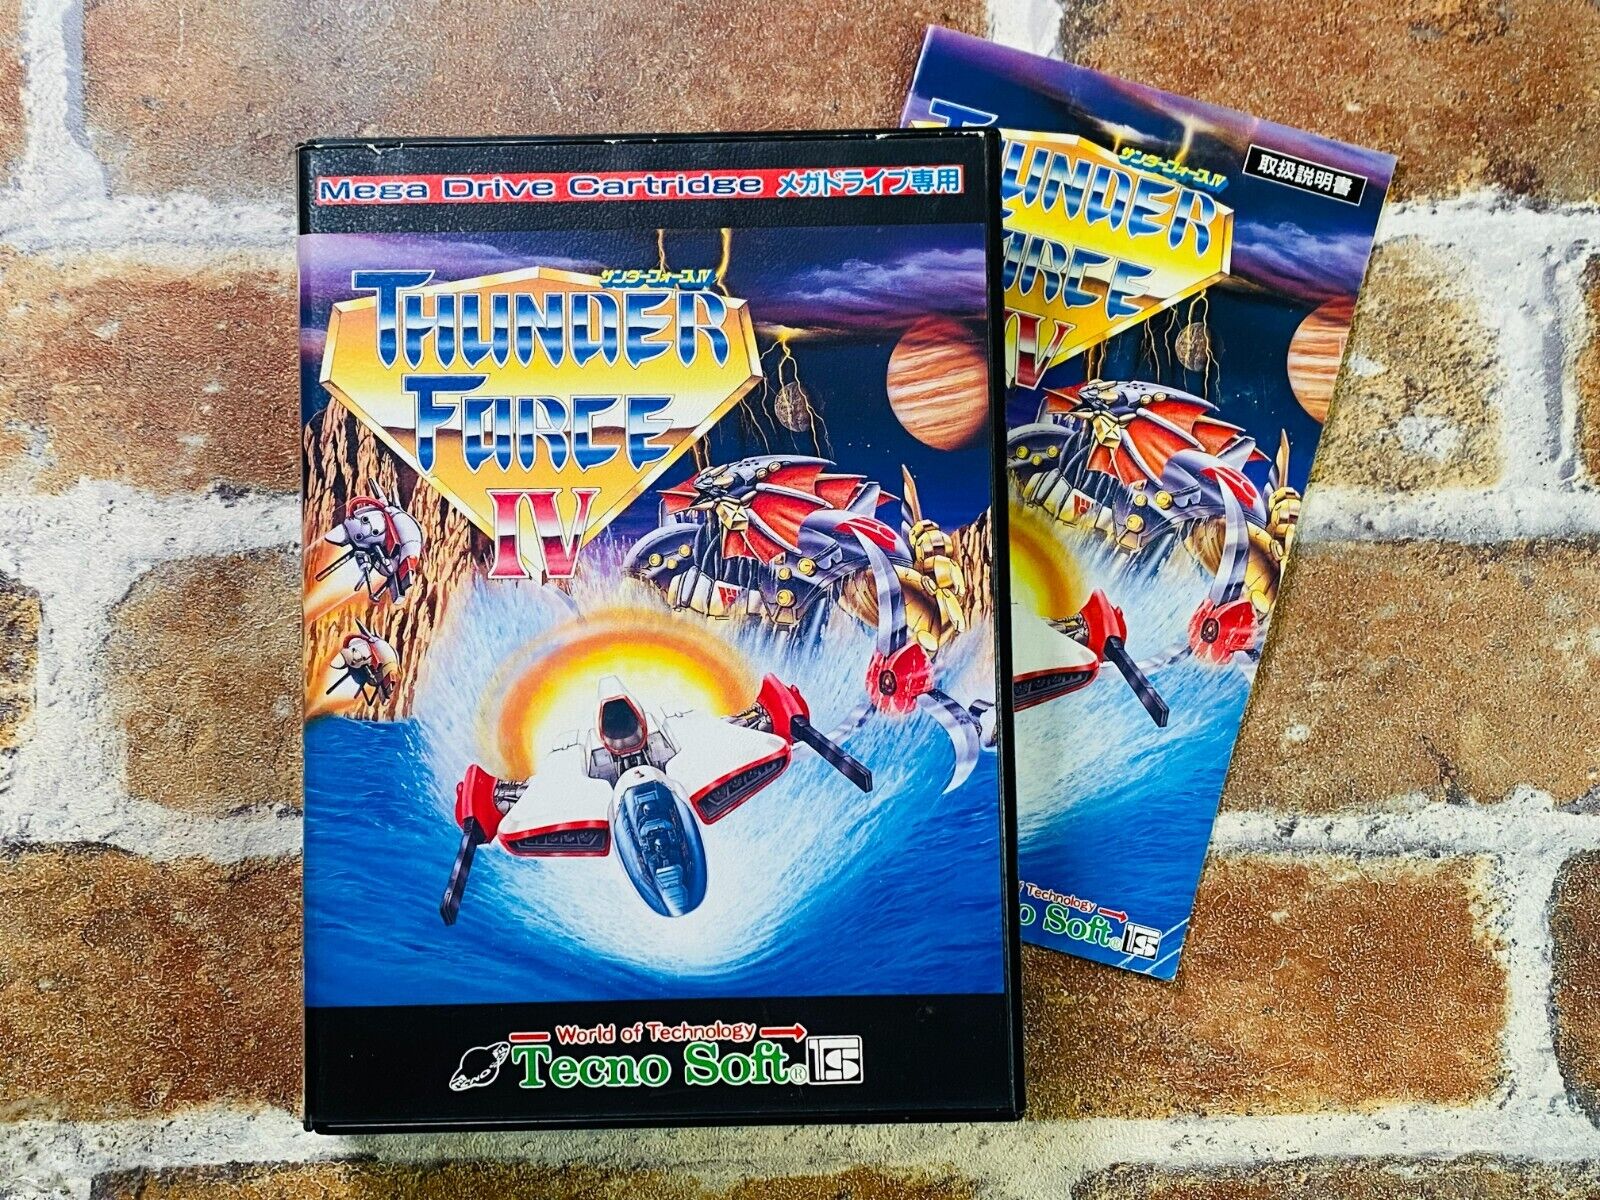 Mega Drive Cartridge メガドライブ専用
サンダーフォースIV
THUNDER
FORCE
IV
World of Technology
Tecno Soft®
TS
取扱説明書
サンダーフォースIV
THUNDER
FORCE
IV
of Technology
Soft®
TS